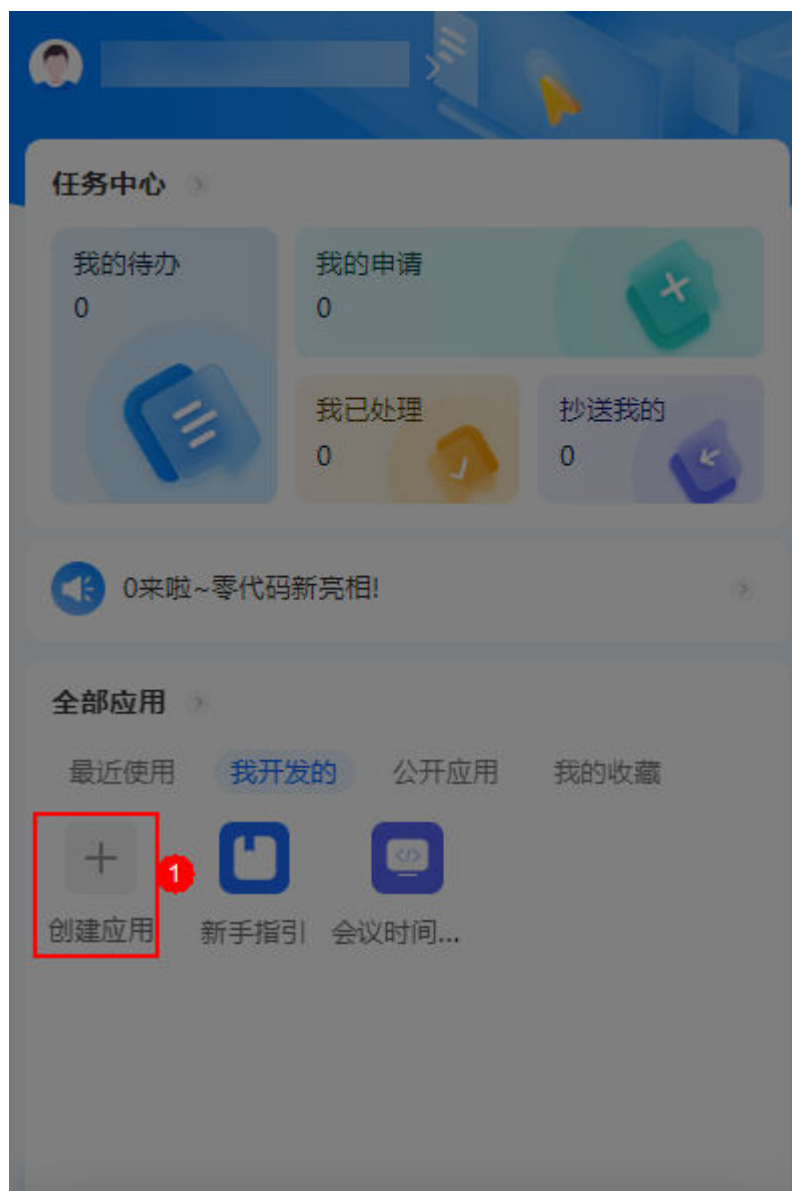 任务中心
我的待办
0
我的申请
0
我已处理
0
抄送我的
0
0来啦~零代码新亮相!
全部应用
最近使用 我开发的 公开应用 我的收藏
1
创建应用 新手指引 会议时间...